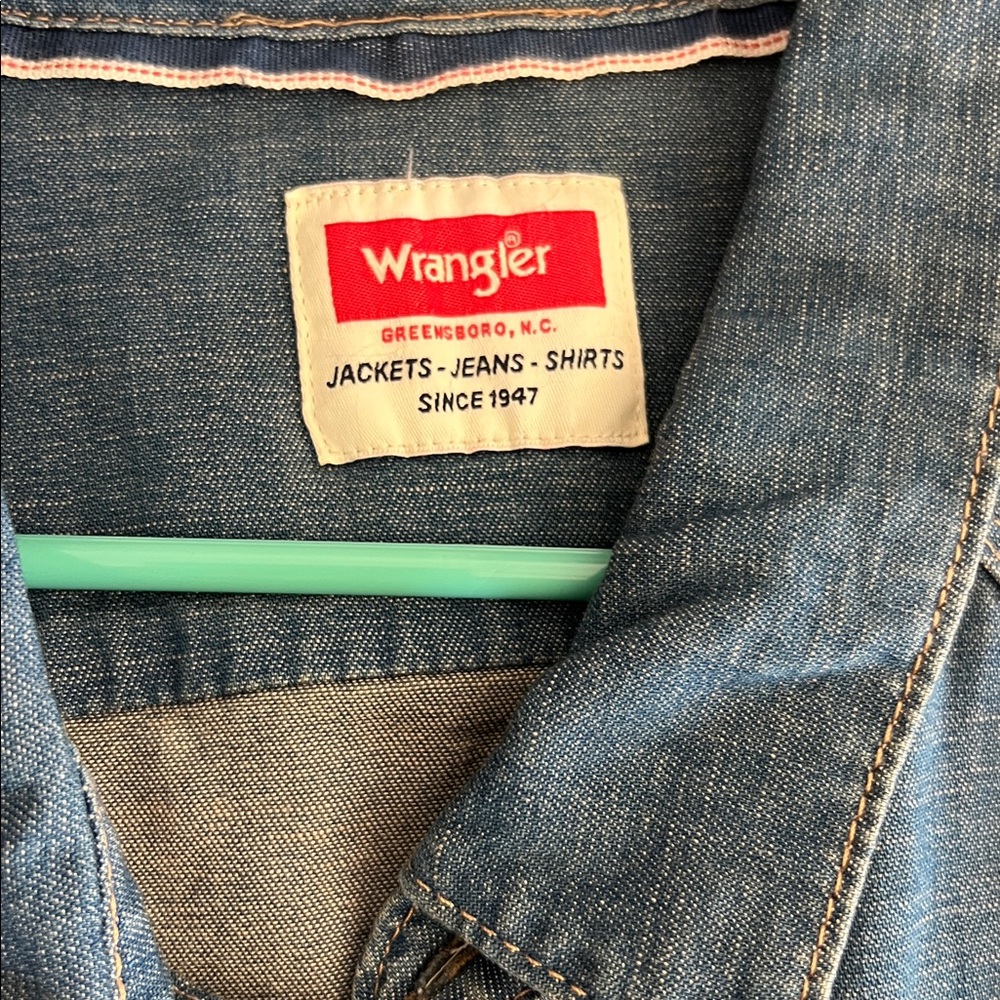 Wrangler®
GREENSBORO, N.C.
JACKETS - JEANS - SHIRTS
SINCE 1947